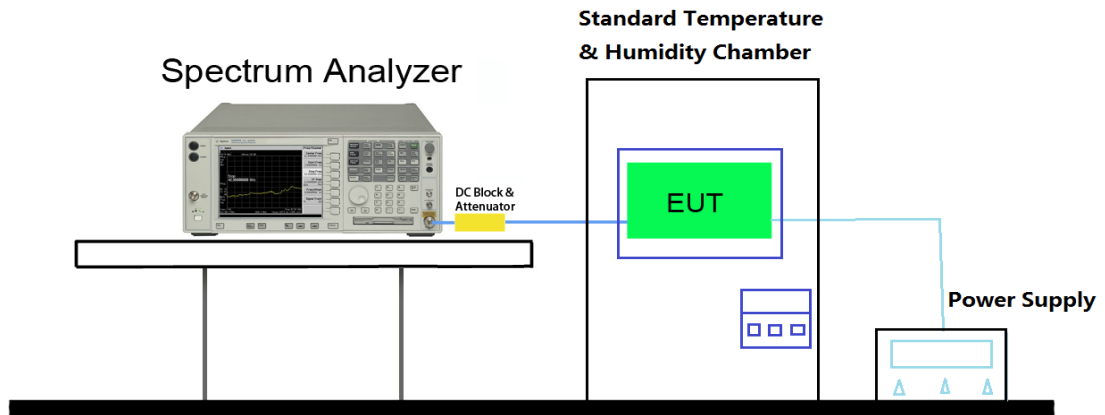 Standard Temperature
& Humidity Chamber
Spectrum Analyzer
DC Block &
Attenuator
EUT
Power Supply